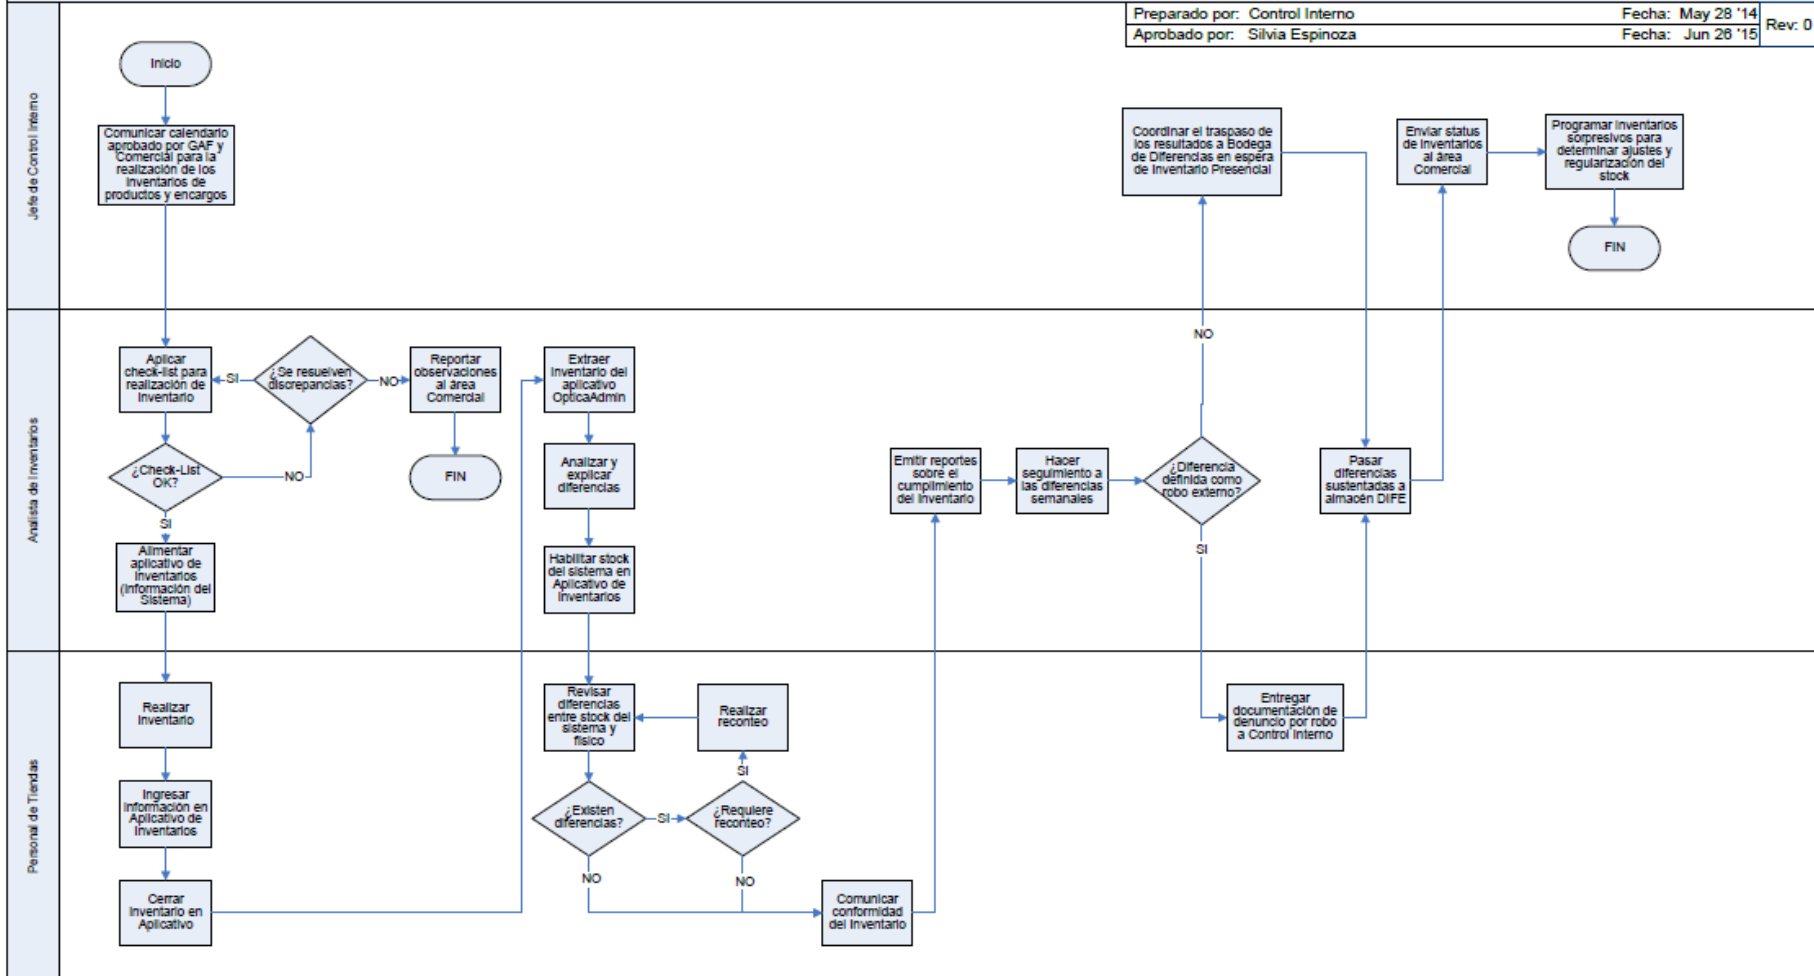 Preparado por: Control Interno Fecha: May 28 '14
Aprobado por: Silvia Espinoza Fecha: Jun 26 '15
Rev: 0
Jefe de Control Interno
Inicio
Comunicar calendario
aprobado por GAF y
Comercial para la
realización de los
Inventarios de
productos y encargos
Coordinar el traspaso de
los resultados a Bodega
de Diferencias en espera
de Inventario Presencial
Enviar status
de Inventarios
al área
Comercial
Programar Inventarios
sorpresivos para
determinar ajustes y
regularización del
stock
FIN
Analista de Inventarios
Aplicar
check-list para
realización de
Inventario
SI
¿Se resuelven
discrepancias?
NO
Reportar
observaciones
al área
Comercial
FIN
¿Check-List
OK?
NO
SI
Alimentar
aplicativo de
Inventarios
(Información del
Sistema)
Extraer
Inventario del
aplicativo
OpticaAdmin
Analizar y
explicar
diferencias
Habilitar stock
del sistema en
Aplicativo de
Inventarios
Emitir reportes
sobre el
cumplimiento
del Inventario
Hacer
seguimiento a
las diferencias
semanales
NO
¿Diferencia
definida como
robo externo?
SI
Pasar
diferencias
sustentadas a
almacén DIFE
Personal de Tiendas
Realizar
Inventario
Ingresar
Información en
Aplicativo de
Inventarios
Cerrar
Inventario en
Aplicativo
Revisar
diferencias
entre stock del
sistema y
físico
Realizar
reconteo
SI
¿Existen
diferencias?
SI
¿Requiere
reconteo?
NO
NO
Comunicar
conformidad
del Inventario
Entregar
documentación de
denuncio por robo
a Control Interno